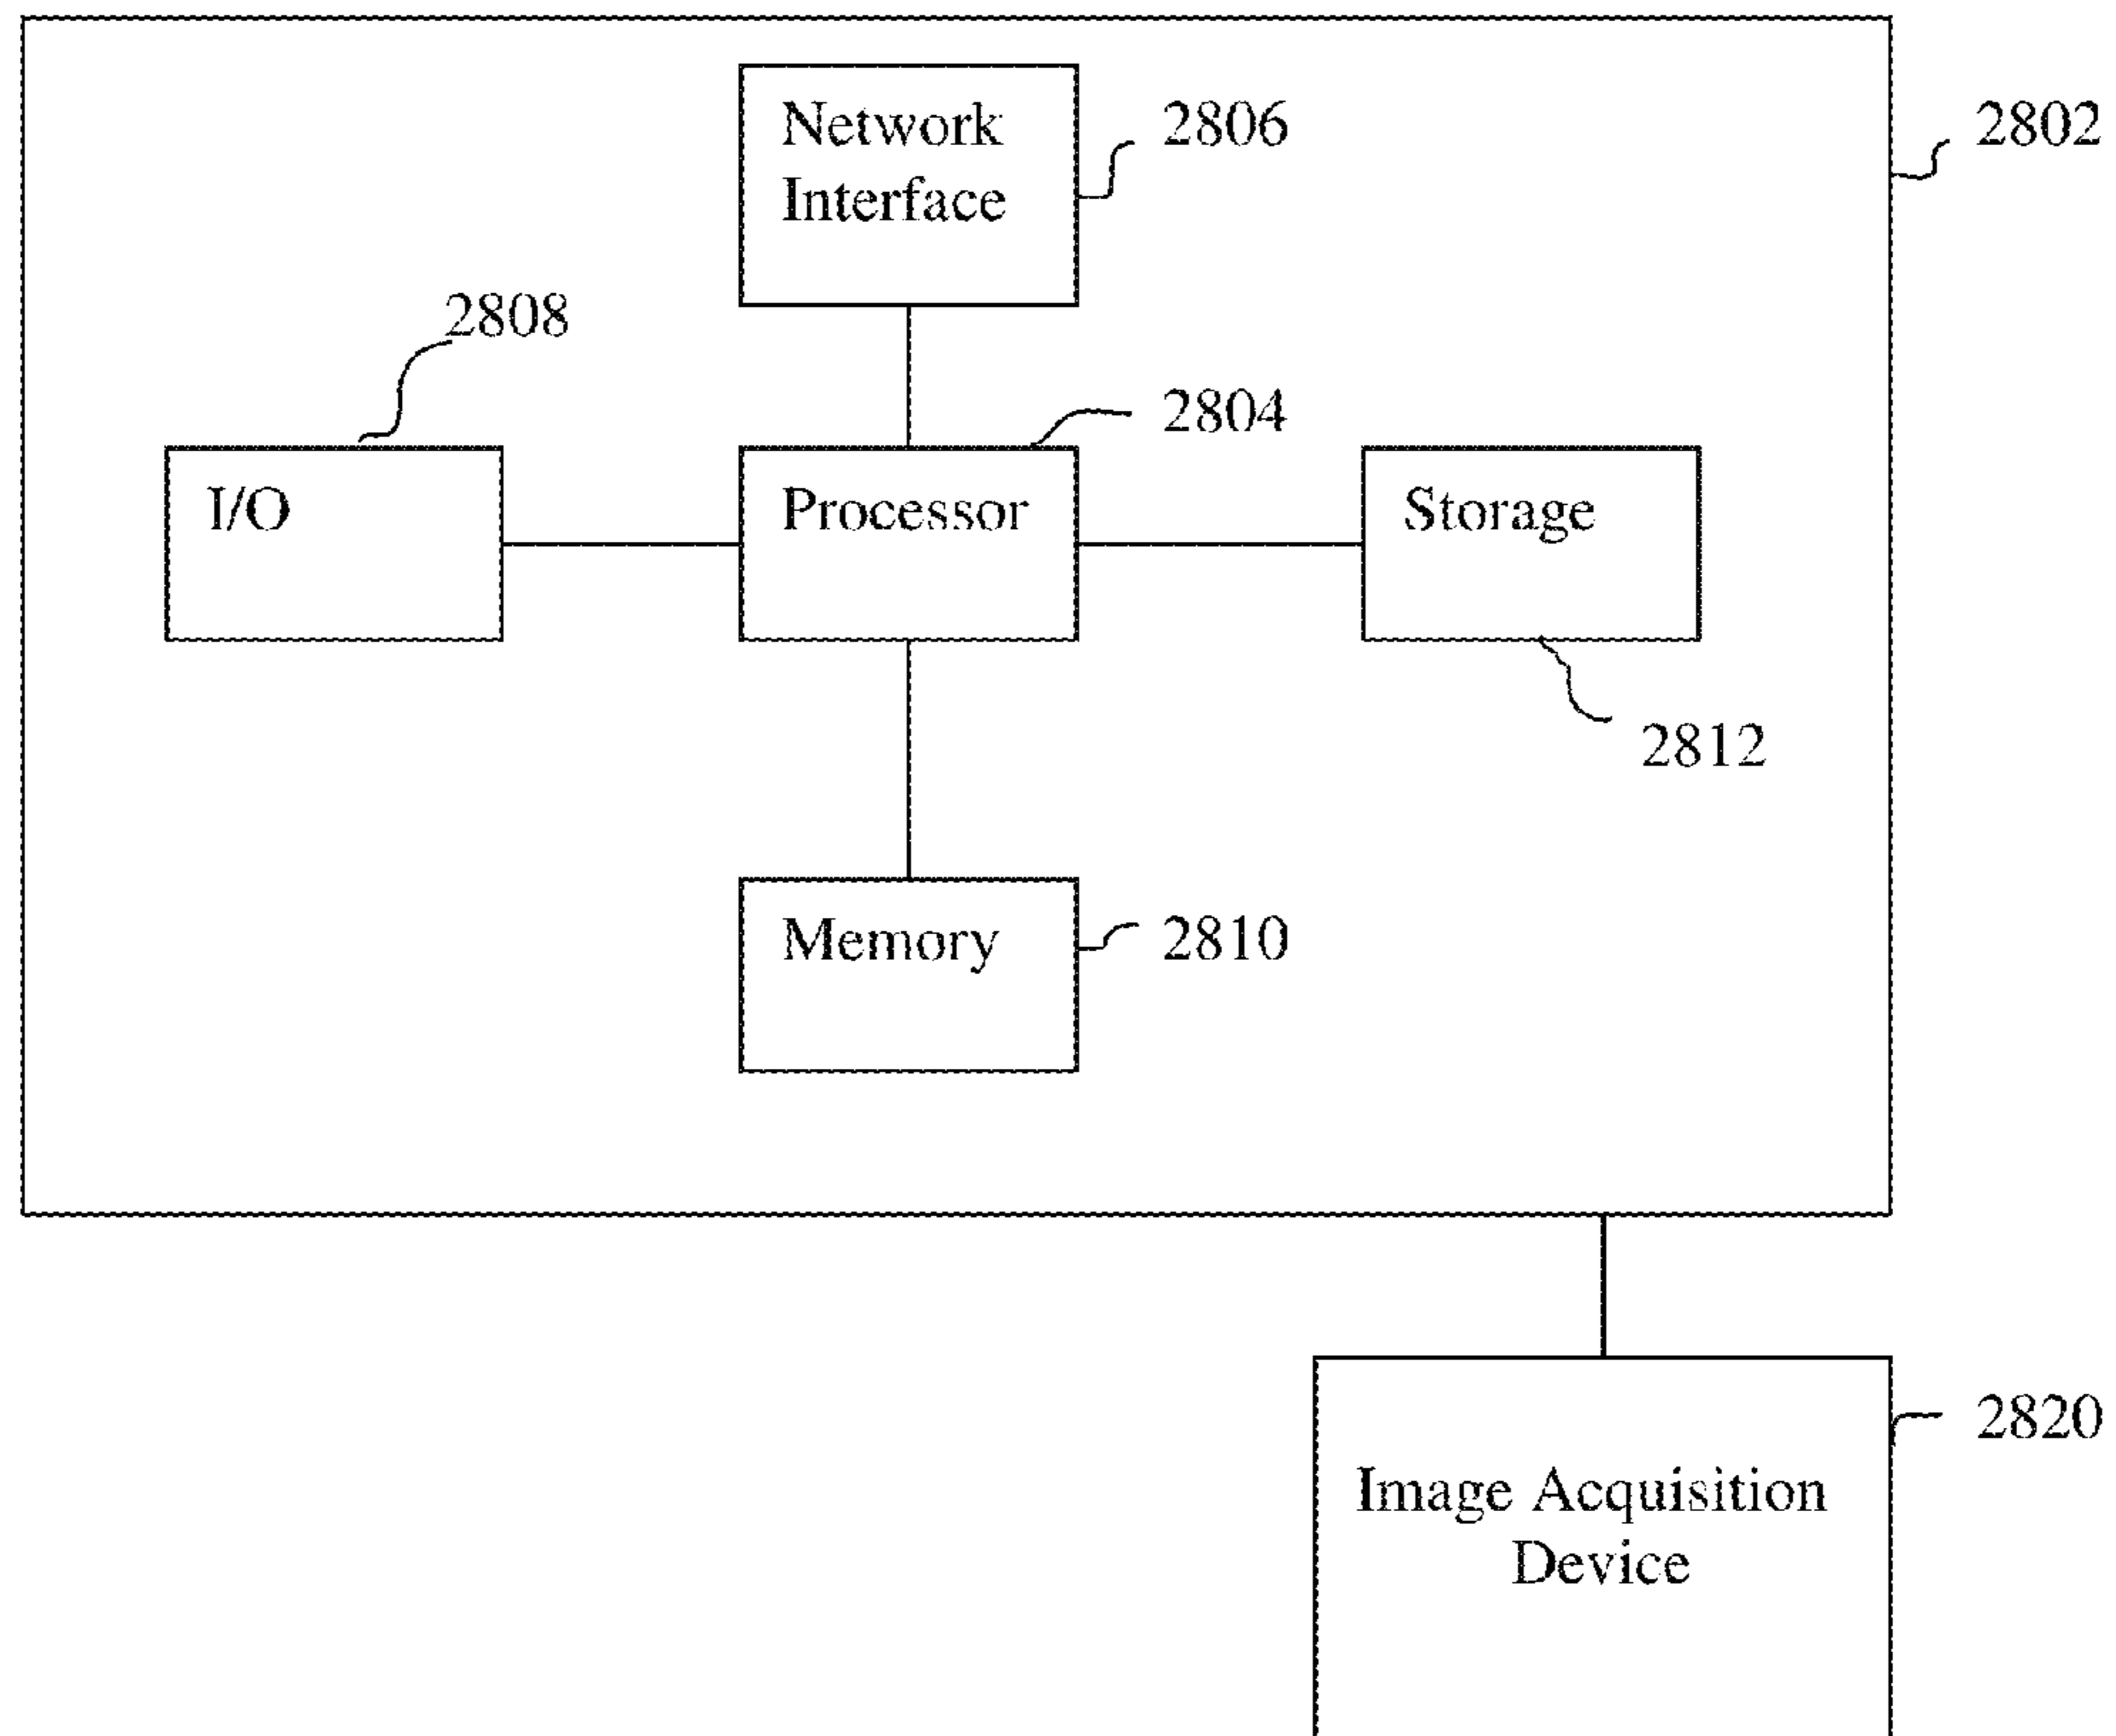 Network
Interface
2806
2802
2808
2804
I/O
Processor
Storage
2812
Memory
2810
2820
Image Acquisition
Device